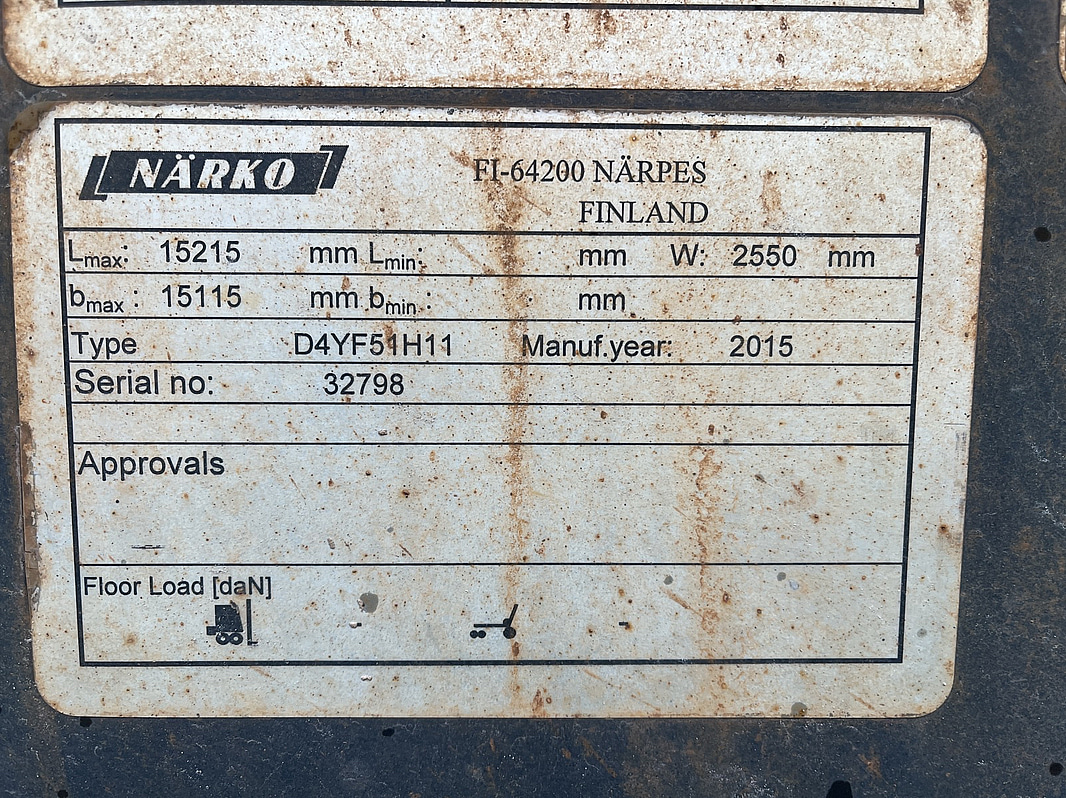 NÄRKO FI-64200 NÄRPES
FINLAND
Lmax: 15215 mm Lmin: mm W: 2550 mm
bmax : 15115 mm bmin : mm
Type D4YF51H11 Manuf.year: 2015
Serial no: 32798
Approvals
Floor Load [daN]